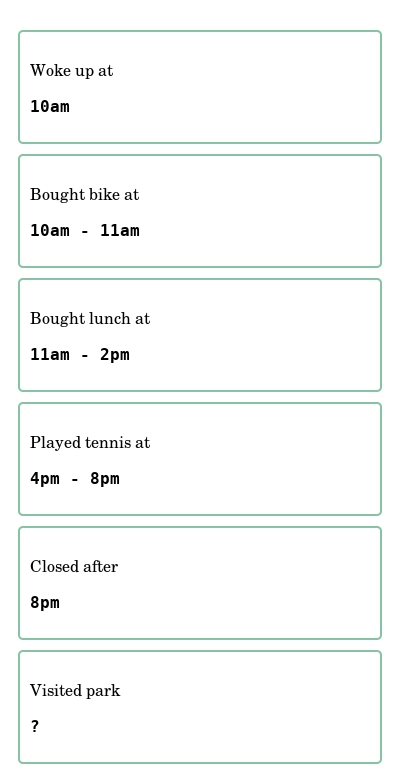 Woke up at
10am
Bought bike at
10am - 11am
Bought lunch at
11am - 2pm
Played tennis at
4pm - 8pm
Closed after
8pm
Visited park
?